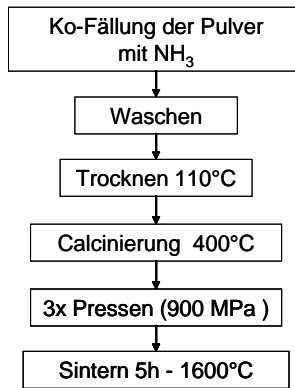 Ko-Fällung der Pulver
mit NH₃
Waschen
Trocknen 110°C
Calcinierung 400°C
3x Pressen (900 MPa )
Sintern 5h - 1600°C